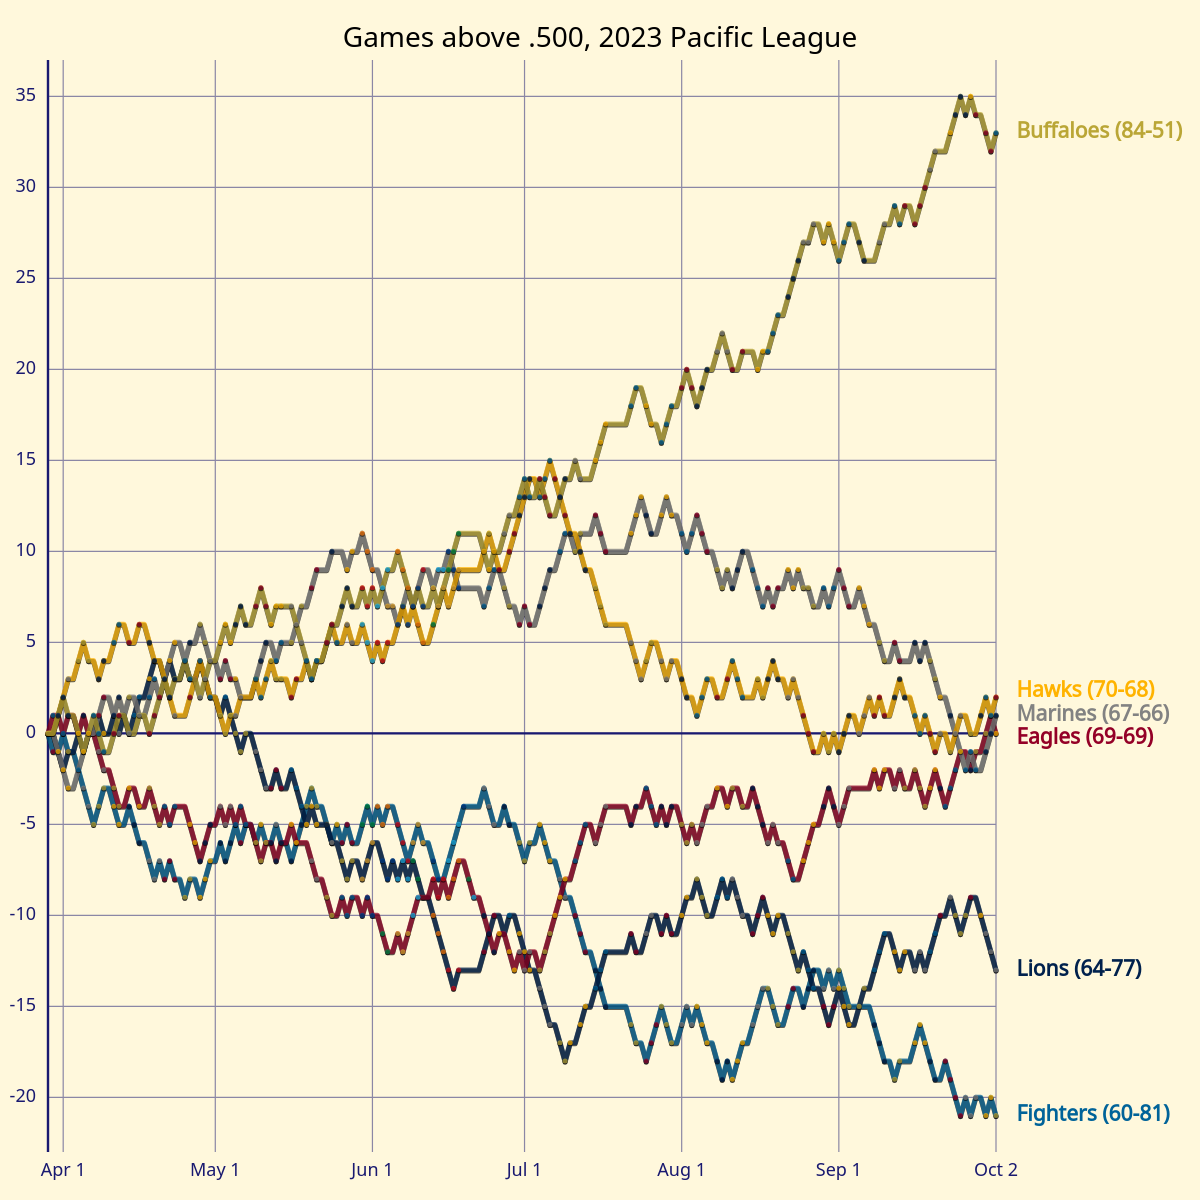 Games above .500, 2023 Pacific League
35
30
25
20
15
10
5
0
-5
-10
-15
-20
Buffaloes (84-51)
Hawks (70-68)
Marines (67-66)
Eagles (69-69)
Lions (64-77)
Fighters (60-81)
Apr 1 May 1 Jun 1 Jul 1 Aug 1 Sep 1 Oct 2